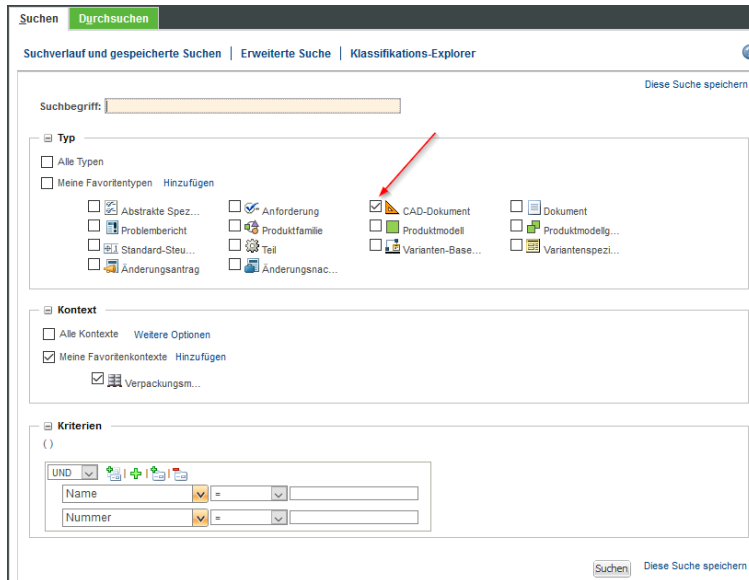 Suchen Durchsuchen
Suchverlauf und gespeicherte Suchen | Erweiterte Suche | Klassifikations-Explorer
Diese Suche speichern
Suchbegriff:
Typ
Alle Typen
Meine Favoritentypen Hinzufügen
Abstrakte Spez... Anforderung CAD-Dokument Dokument
Problembericht Produktfamilie Produktmodell Produktmodellg...
Standard-Steu... Teil Varianten-Base... Variantenspezi...
Änderungsantrag Änderungsnac...
Kontext
Alle Kontexte Weitere Optionen
Meine Favoritenkontexte Hinzufügen
Verpackungsm...
Kriterien
( )
UND
Name =
Nummer =
Suchen Diese Suche speichern